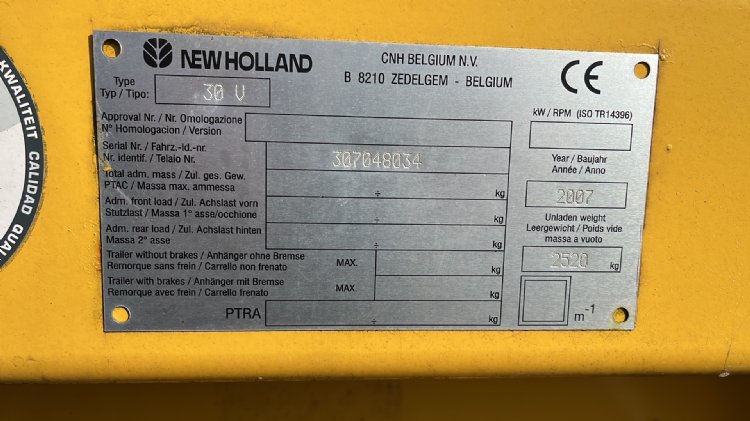 KWALITEIT CALIDAD QUAL
NEW HOLLAND
CNH BELGIUM N.V.
B 8210 ZEDELGEM - BELGIUM
CE
Type
Typ / Tipo:
30 V
kW / RPM (ISO TR14396)
Approval Nr. / Nr. Omologazione
N° Homologacion / Version
Serial Nr. / Fahrz.-Id.-nr.
Nr. identif. / Telaio Nr.
307048034
Year / Baujahr
Année / Anno
2007
Total adm. mass / Zul. ges. Gew.
PTAC / Massa max. ammessa
÷ kg
Adm. front load / Zul. Achslast vorn
Stutzlast / Massa 1° asse/occhione
÷ kg
Unladen weight
Leergewicht / Poids vide
massa a vuoto
2520 kg
Adm. rear load / Zul. Achslast hinten
Massa 2° asse
÷ kg
Trailer without brakes / Anhänger ohne Bremse
Remorque sans frein / Carrello non frenato
MAX. kg
Trailer with brakes / Anhänger mit Bremse
Remorque avec frein / Carrello frenato
MAX kg
PTRA ÷ kg
m-1